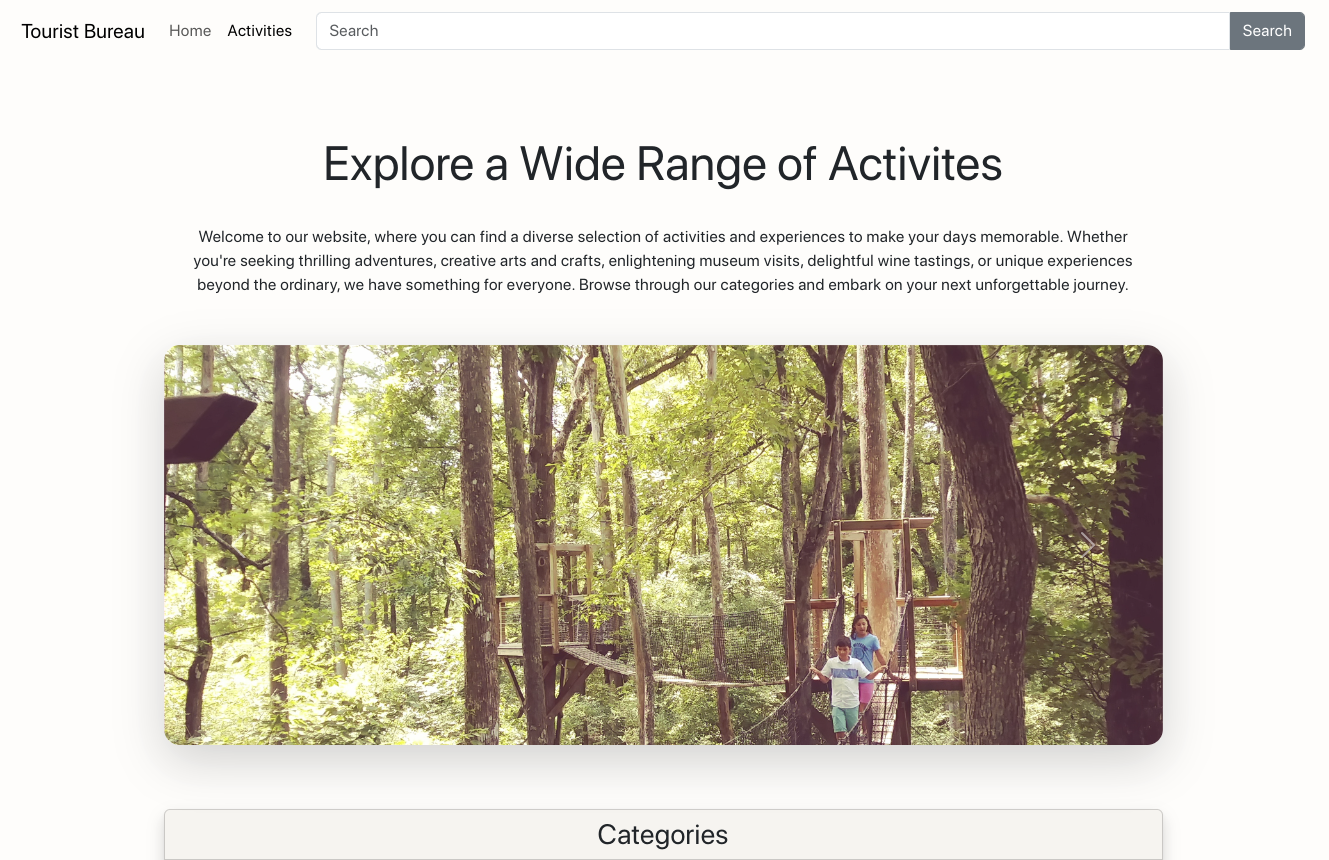 Tourist Bureau Home Activities Search Search
Explore a Wide Range of Activites
Welcome to our website, where you can find a diverse selection of activities and experiences to make your days memorable. Whether
you're seeking thrilling adventures, creative arts and crafts, enlightening museum visits, delightful wine tastings, or unique experiences
beyond the ordinary, we have something for everyone. Browse through our categories and embark on your next unforgettable journey.
Categories